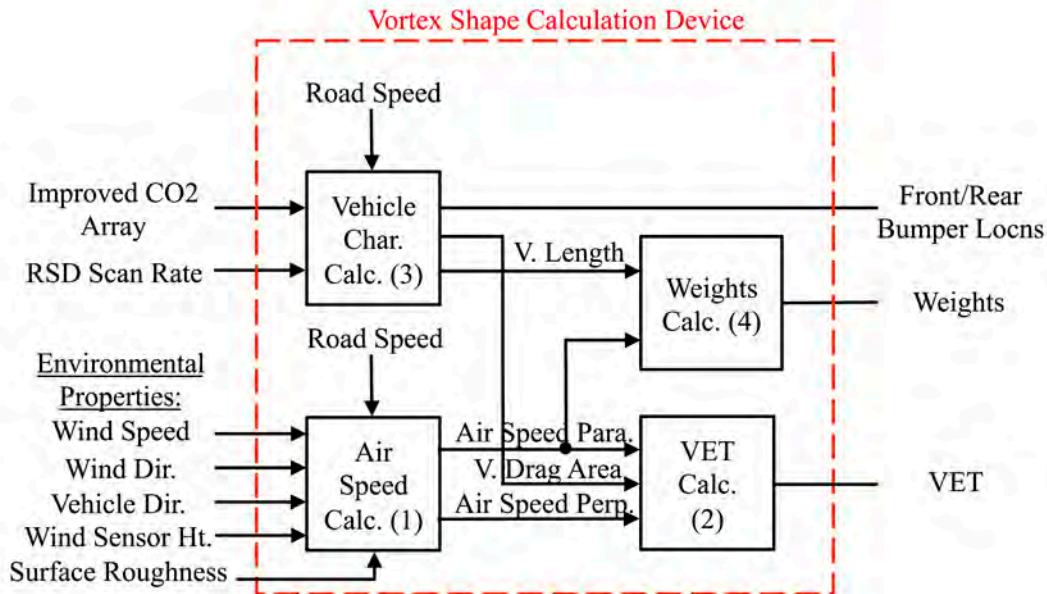 Vortex Shape Calculation Device
Road Speed
Improved CO2
Array
RSD Scan Rate
Vehicle
Char.
Calc. (3)
Front/Rear
Bumper Locns
V. Length
Weights
Calc. (4)
Weights
Road Speed
Environmental
Properties:
Wind Speed
Wind Dir.
Vehicle Dir.
Wind Sensor Ht.
Surface Roughness
Air
Speed
Calc. (1)
Air Speed Para.
V. Drag Area
Air Speed Perp.
VET
Calc.
(2)
VET